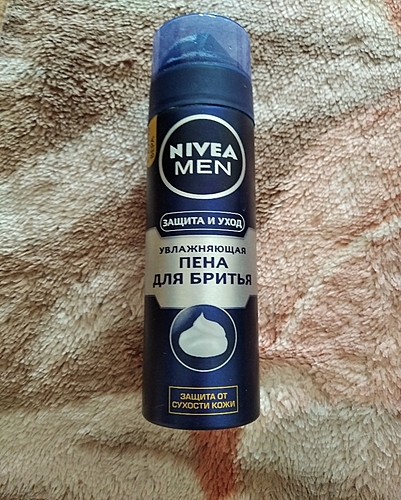 NIVEA
MEN
ЗАЩИТА И УХОД
УВЛАЖНЯЮЩАЯ
ПЕНА
ДЛЯ БРИТЬЯ
ЗАЩИТА ОТ
СУХОСТИ КОЖИ